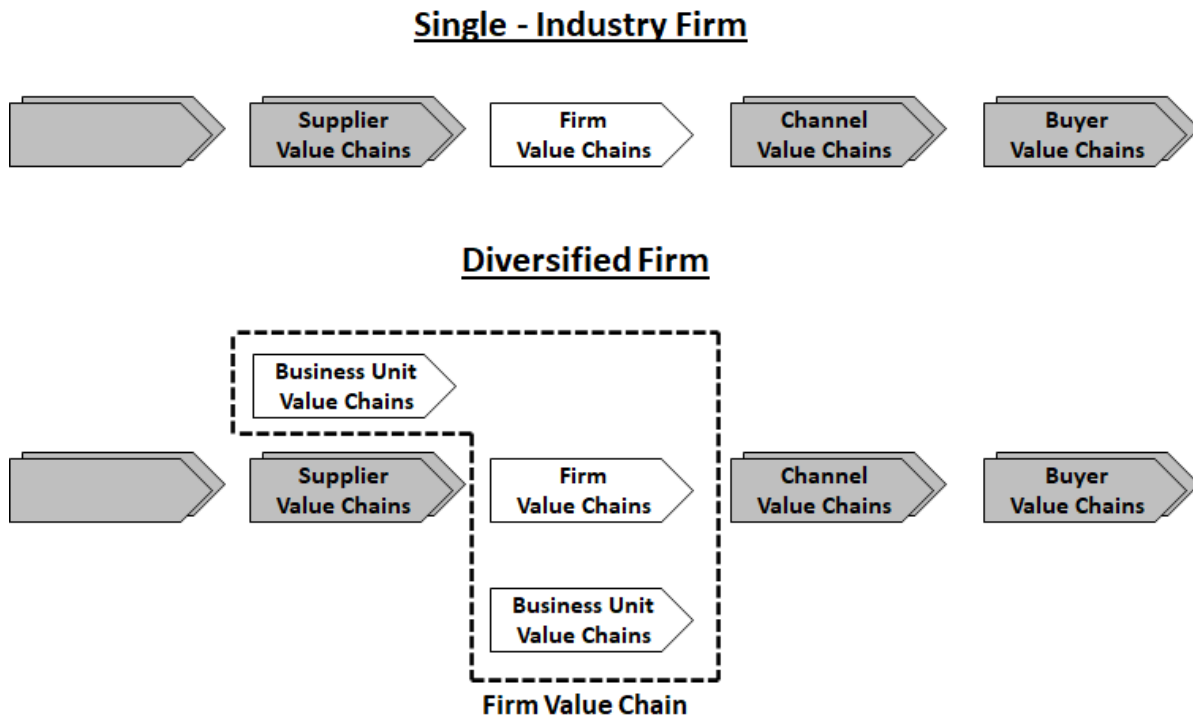 Single - Industry Firm
Supplier
Value Chains
Firm
Value Chains
Channel
Value Chains
Buyer
Value Chains
Diversified Firm
Business Unit
Value Chains
Supplier
Value Chains
Firm
Value Chains
Channel
Value Chains
Buyer
Value Chains
Business Unit
Value Chains
Firm Value Chain